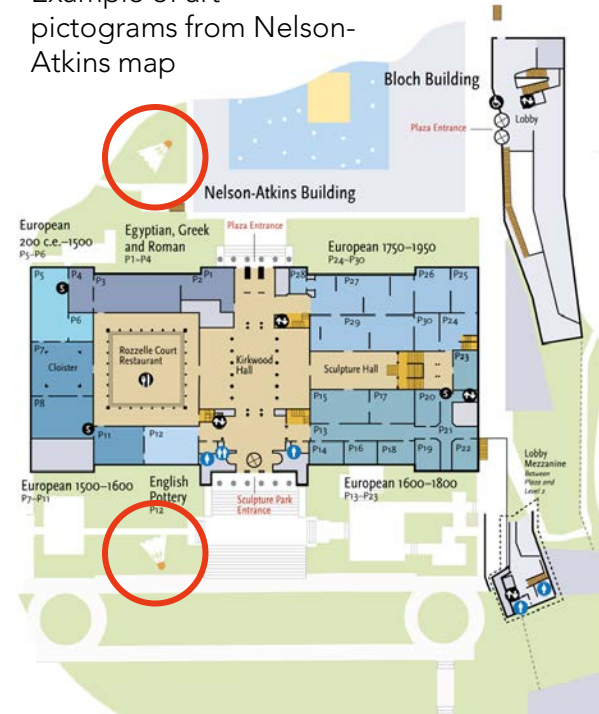 pictograms from Nelson-
Atkins map
Bloch Building
Plaza Entrance
Lobby
Nelson-Atkins Building
European
200 c.e.–1500
P5–P6
Egyptian, Greek
and Roman
P1–P4
Plaza Entrance
European 1750–1950
P24–P30
P5
P4
P3
P2
P1
P28
P27
P26
P25
S
P6
P29
P30
P24
P7
Cloister
Rozzelle Court
Restaurant
Kirkwood
Hall
Sculpture Hall
P23
P8
P15
P17
P20
S
S
P11
P12
P13
P21
P14
P16
P18
P19
P22
European 1500–1600
P7–P11
English
Pottery
P12
Sculpture Park
Entrance
European 1600–1800
P13–P23
Lobby
Mezzanine
Between
Plaza and
Level 2